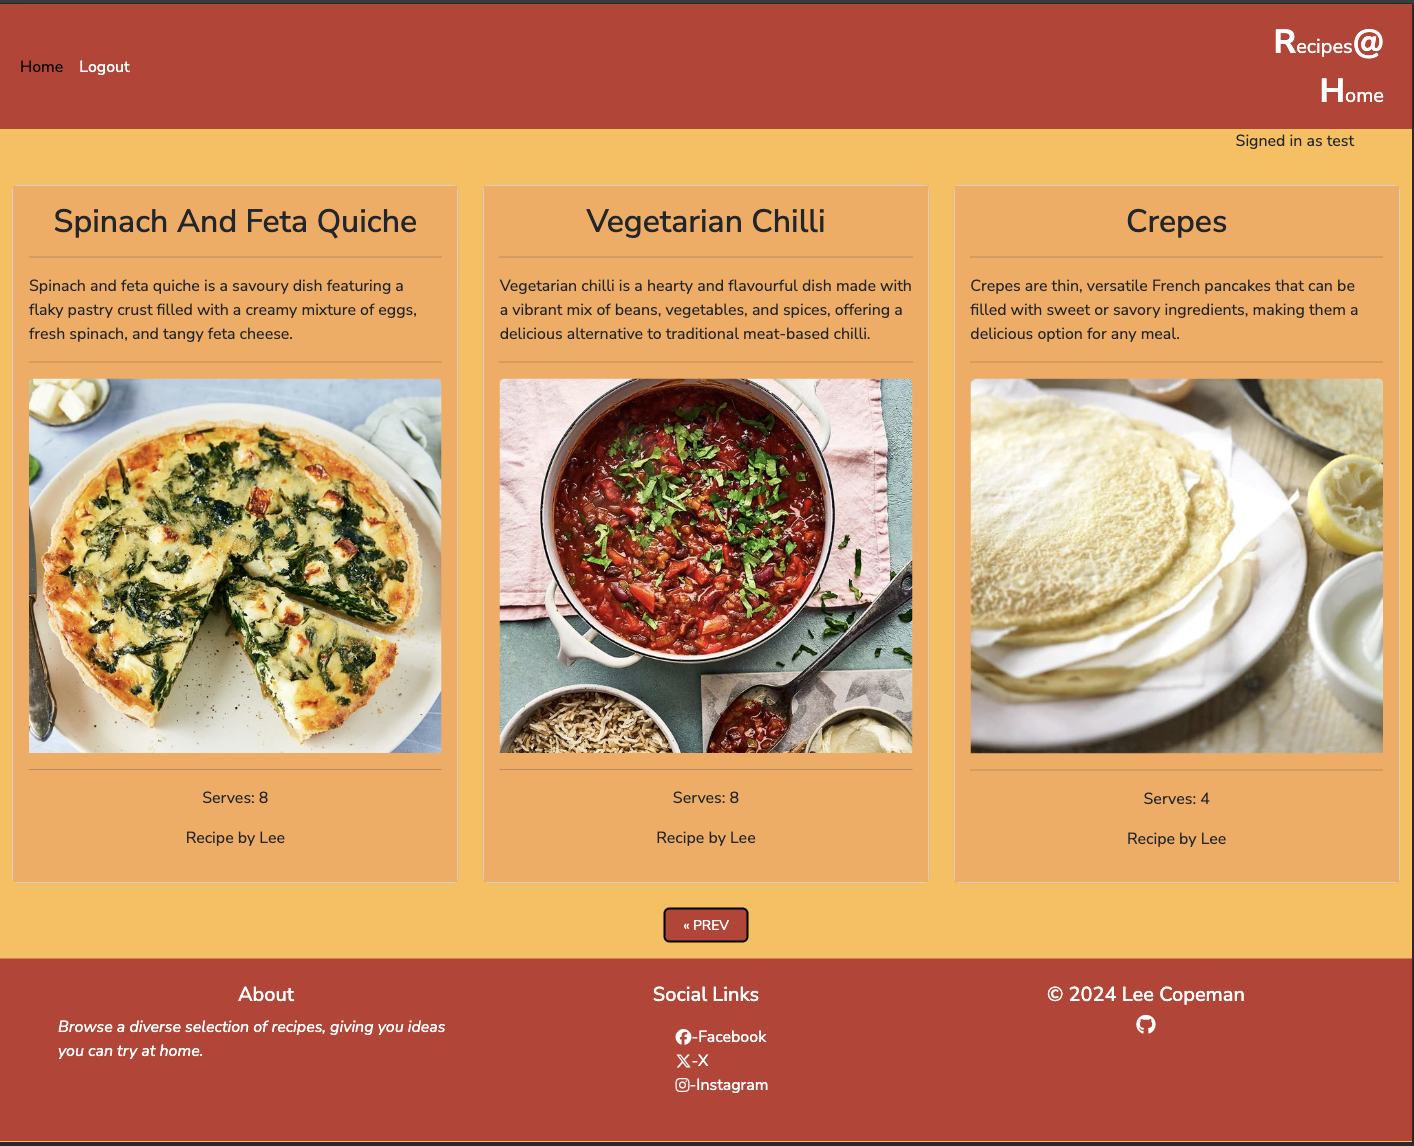 Home Logout
Recipes@
Home
Signed in as test
Spinach And Feta Quiche
Spinach and feta quiche is a savoury dish featuring a
flaky pastry crust filled with a creamy mixture of eggs,
fresh spinach, and tangy feta cheese.
Serves: 8
Recipe by Lee
Vegetarian Chilli
Vegetarian chilli is a hearty and flavourful dish made with
a vibrant mix of beans, vegetables, and spices, offering a
delicious alternative to traditional meat-based chilli.
Serves: 8
Recipe by Lee
Crepes
Crepes are thin, versatile French pancakes that can be
filled with sweet or savory ingredients, making them a
delicious option for any meal.
Serves: 4
Recipe by Lee
« PREV
About
Browse a diverse selection of recipes, giving you ideas
you can try at home.
Social Links
-Facebook
-X
-Instagram
© 2024 Lee Copeman